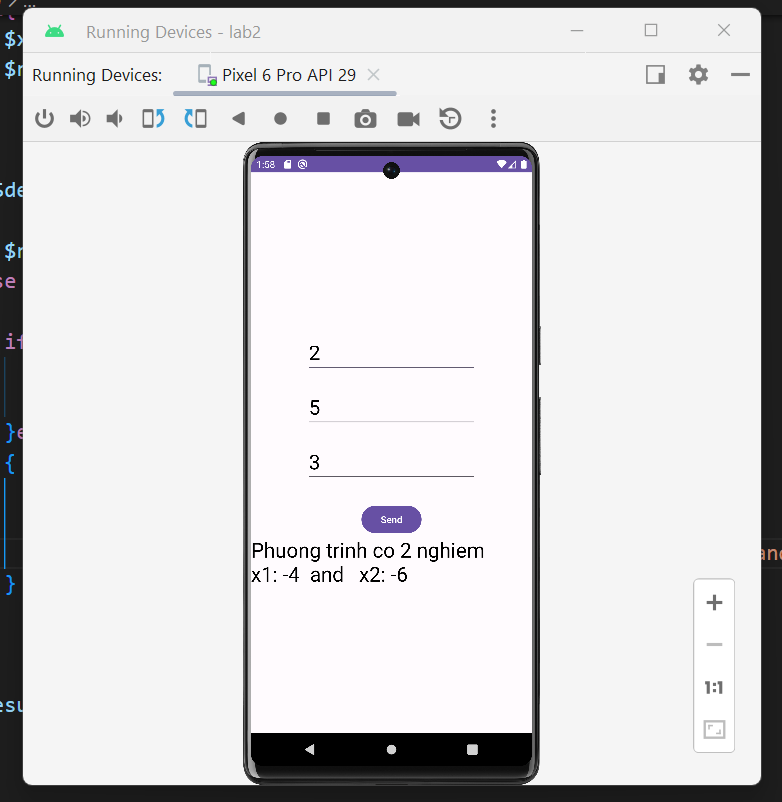 Running Devices - lab2
Running Devices:
Pixel 6 Pro API 29
1:58
2
5
3
Send
Phuong trinh co 2 nghiem
x1: -4 and x2: -6
1:1
$x
if
}e
{
}